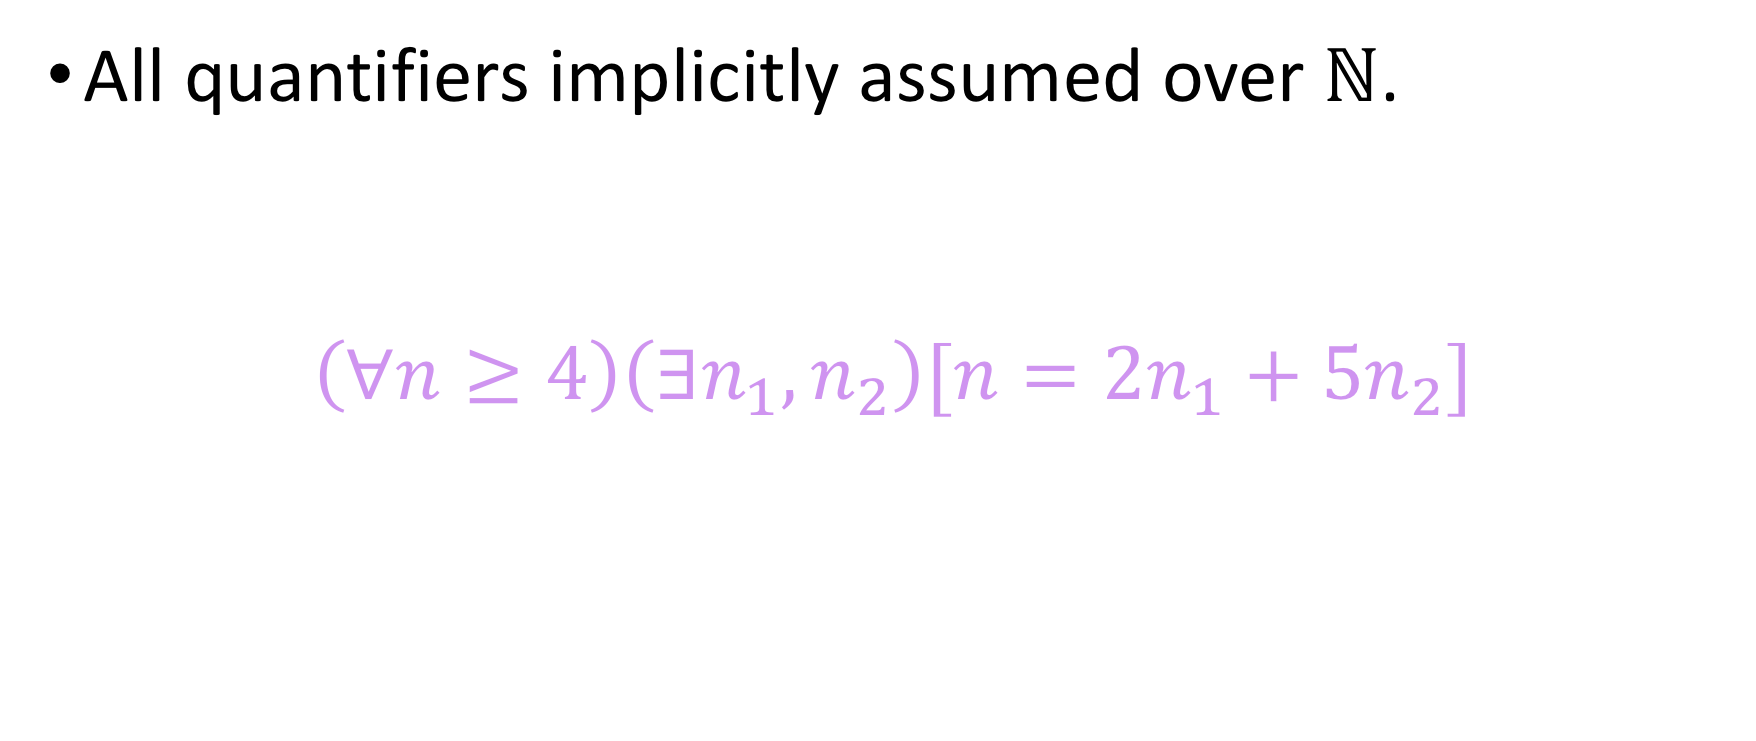 • All quantifiers implicitly assumed over ℕ.
(∀n ≥ 4)(∃n₁, n₂)[n = 2n₁ + 5n₂]